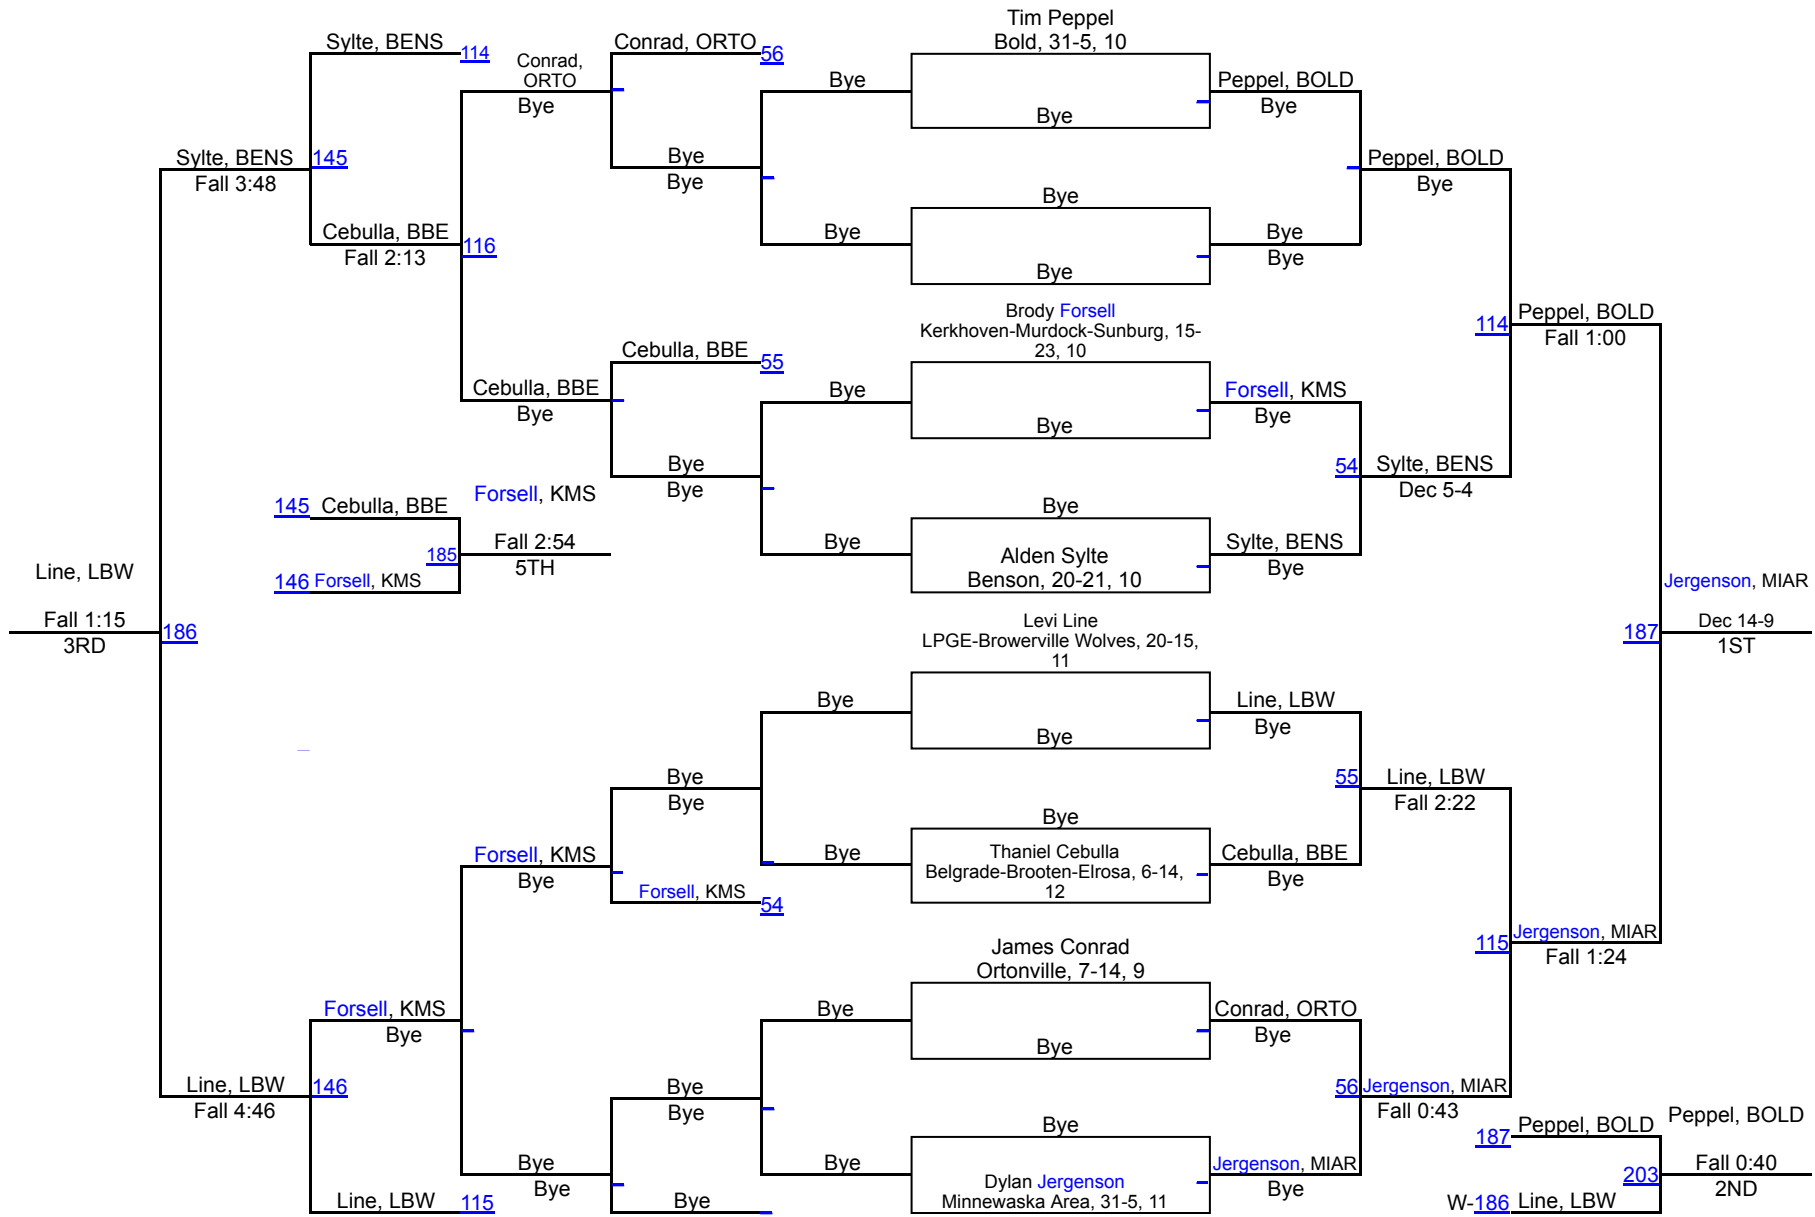 Tim Peppel
Bold, 31-5, 10
Sylte, BENS
114
Conrad,
ORTO
Bye
Conrad, ORTO
56
Bye
Bye
Peppel, BOLD
Bye
Sylte, BENS
Fall 3:48
145
Bye
Bye
Peppel, BOLD
Bye
Bye
Cebulla, BBE
Fall 2:13
116
Bye
Bye
Bye
Bye
Brody Forsell
Kerkhoven-Murdock-Sunburg, 15-
23, 10
114
Peppel, BOLD
Fall 1:00
Cebulla, BBE
55
Cebulla, BBE
Bye
Bye
Bye
Forsell, KMS
Bye
Bye
Bye
54
Sylte, BENS
Dec 5-4
145
Cebulla, BBE
Forsell, KMS
Bye
Fall 2:54
5TH
185
146
Forsell, KMS
Bye
Alden Sylte
Benson, 20-21, 10
Sylte, BENS
Bye
Line, LBW
Fall 1:15
3RD
186
Jergenson, MIAR
Dec 14-9
1ST
187
Levi Line
LPGE-Browerville Wolves, 20-15,
11
Bye
Bye
Line, LBW
Bye
Bye
Bye
55
Line, LBW
Fall 2:22
Bye
Forsell, KMS
Bye
Bye
Thaniel Cebulla
Belgrade-Brooten-Elrosa, 6-14,
12
Cebulla, BBE
Bye
Forsell, KMS
54
James Conrad
Ortonville, 7-14, 9
115
Jergenson, MIAR
Fall 1:24
Forsell, KMS
Bye
Bye
Bye
Conrad, ORTO
Bye
Line, LBW
Fall 4:46
146
Bye
Bye
56
Jergenson, MIAR
Fall 0:43
Bye
187
Peppel, BOLD
Peppel, BOLD
Bye
Bye
Bye
Dylan Jergenson
Minnewaska Area, 31-5, 11
Jergenson, MIAR
Bye
203
Fall 0:40
2ND
Line, LBW
115
Bye
W-186
Line, LBW